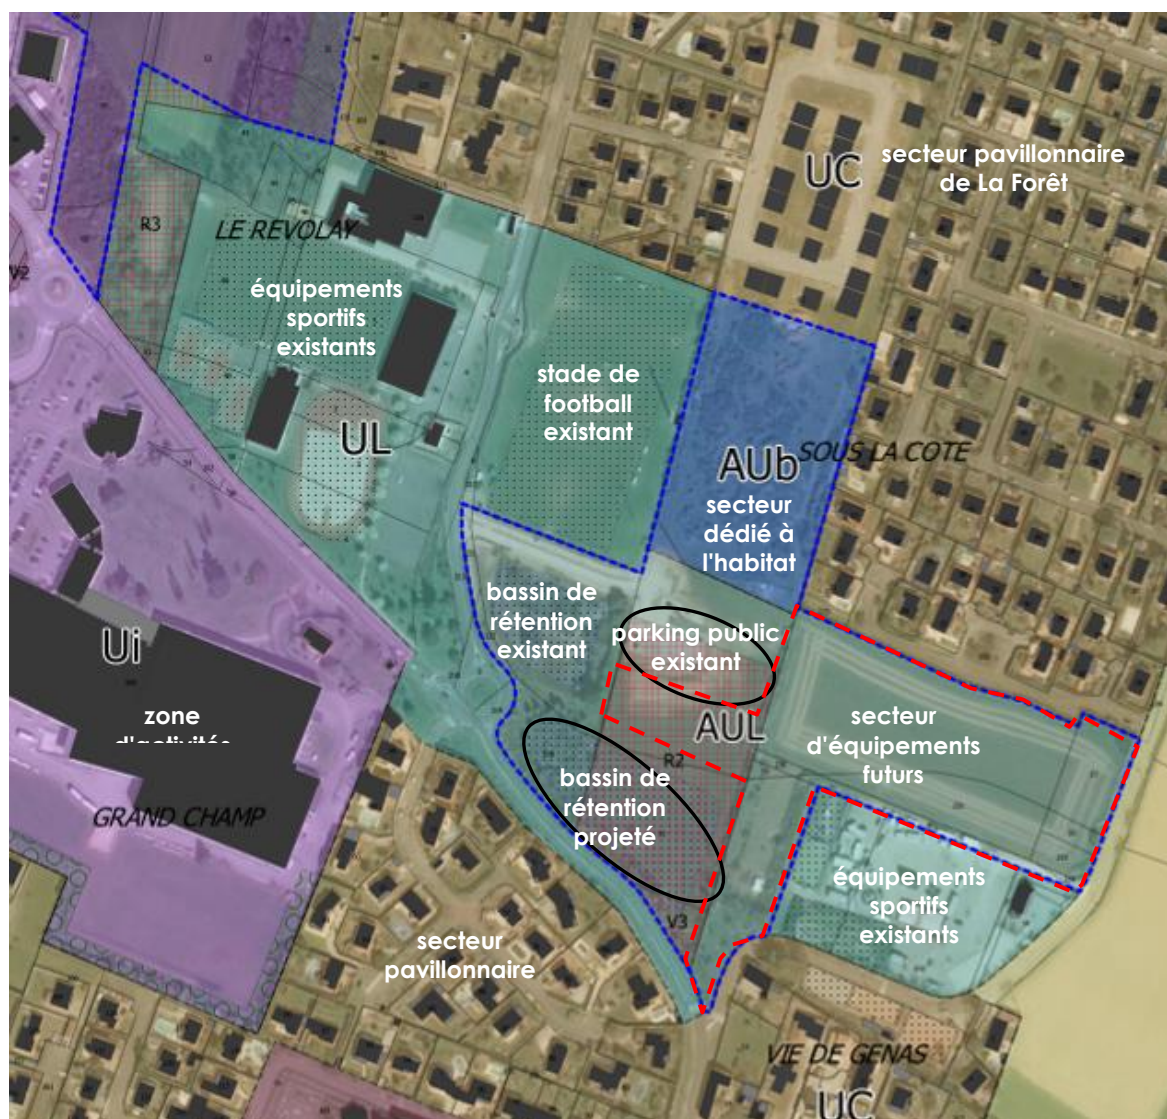 UC
secteur pavillonnaire
de La Forêt
R3
LE REVOLAY
V2
équipements
sportifs
existants
stade de
football
existant
UL
AUb
SOUS LA COTE
secteur
dédié à
l'habitat
bassin de
rétention
existant
parking public
existant
Ui
zone
d'activités
AUL
secteur
d'équipements
futurs
R2
bassin de
rétention
projeté
GRAND CHAMP
équipements
sportifs
existants
V3
secteur
pavillonnaire
VIE DE GENAS
UC